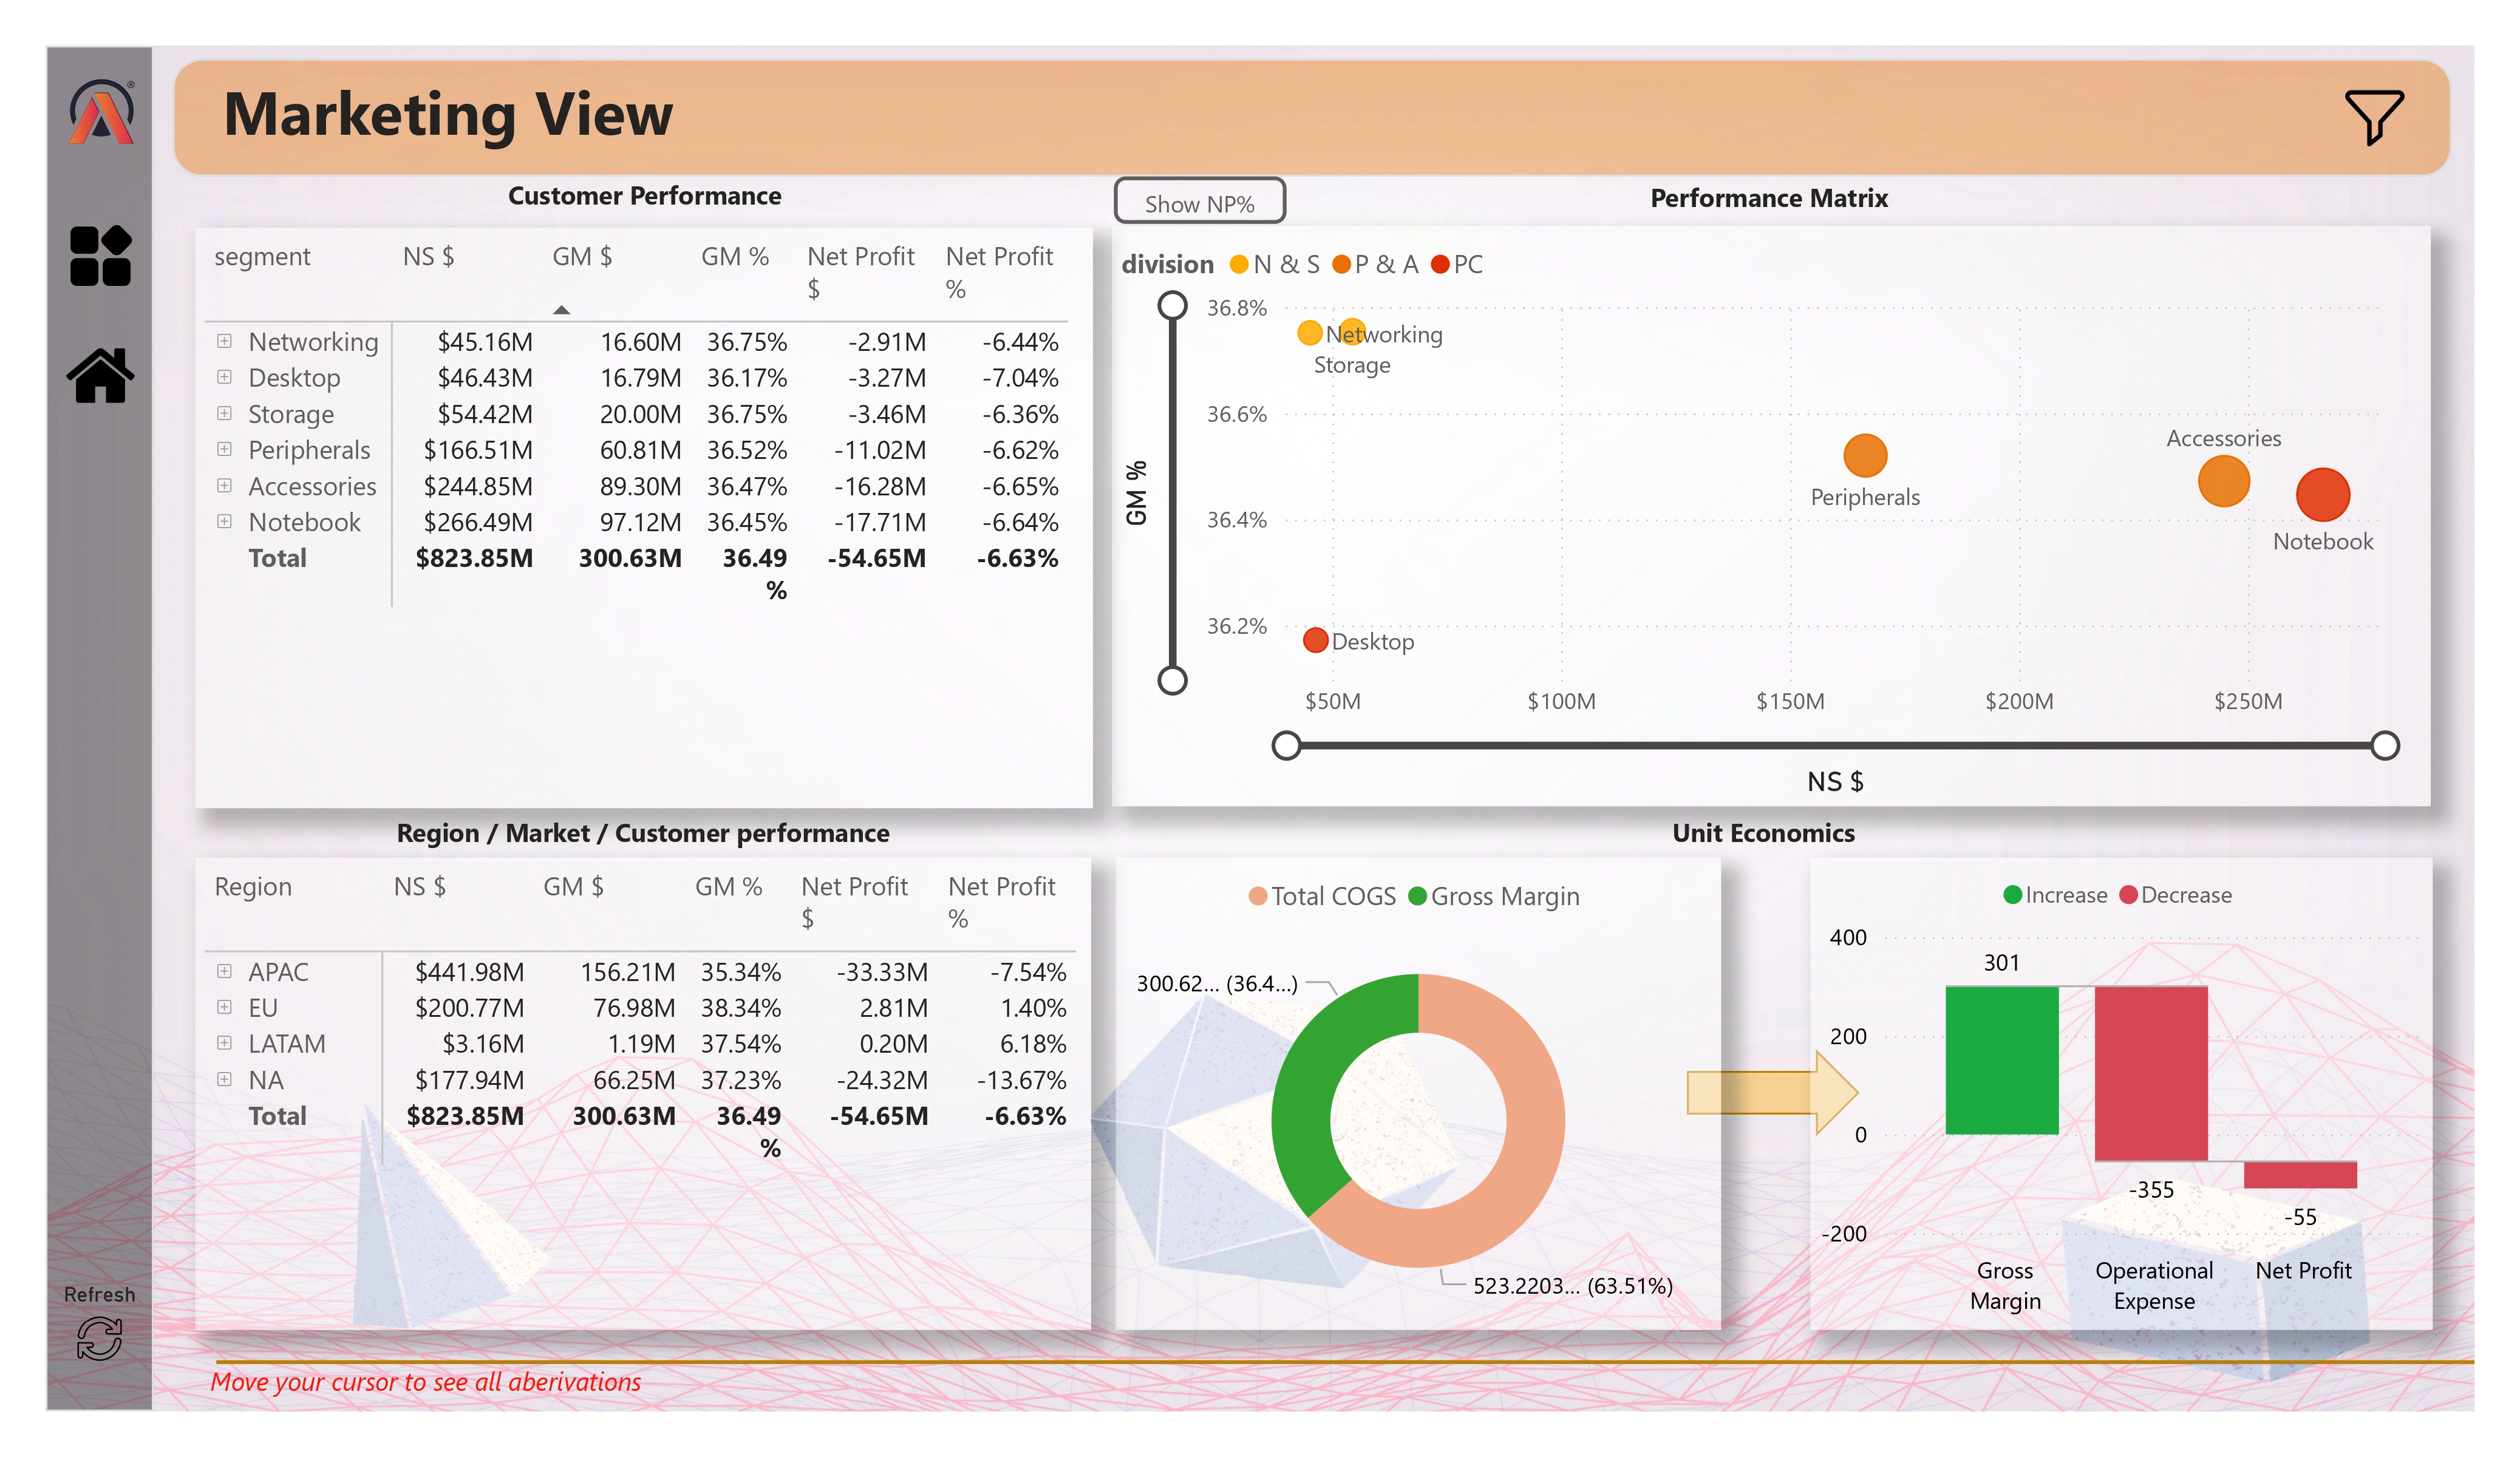 Marketing View
Customer Performance
segment NS $ GM $ GM % Net Profit $ Net Profit %
Networking $45.16M 16.60M 36.75% -2.91M -6.44%
Desktop $46.43M 16.79M 36.17% -3.27M -7.04%
Storage $54.42M 20.00M 36.75% -3.46M -6.36%
Peripherals $166.51M 60.81M 36.52% -11.02M -6.62%
Accessories $244.85M 89.30M 36.47% -16.28M -6.65%
Notebook $266.49M 97.12M 36.45% -17.71M -6.64%
Total $823.85M 300.63M 36.49 % -54.65M -6.63%
Show NP%
Performance Matrix
division N & S P & A PC
GM %
36.8%
36.6%
36.4%
36.2%
Networking
Storage
Accessories
Peripherals
Notebook
Desktop
$50M $100M $150M $200M $250M
NS $
Region / Market / Customer performance
Region NS $ GM $ GM % Net Profit $ Net Profit %
APAC $441.98M 156.21M 35.34% -33.33M -7.54%
EU $200.77M 76.98M 38.34% 2.81M 1.40%
LATAM $3.16M 1.19M 37.54% 0.20M 6.18%
NA $177.94M 66.25M 37.23% -24.32M -13.67%
Total $823.85M 300.63M 36.49 % -54.65M -6.63%
Unit Economics
Total COGS Gross Margin
300.62... (36.4...)
523.2203... (63.51%)
Increase Decrease
400
200
0
-200
301
-355
-55
Gross Margin
Operational Expense
Net Profit
Refresh
Move your cursor to see all aberivations
®